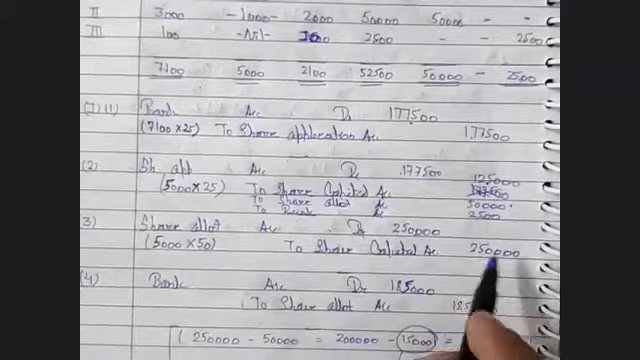 II 3000 -1000- 2000 50000 50000 - -
III 100 -Nil- 100 2500 - - 2500
7100 5000 2100 52500 50000 - 2500
(1) Bank A/c Dr 177500
(7100 x 25) To Share application A/c 177500
(2) Sh app A/c Dr 177500 125000
(5000 x 25) To Share Capital A/c
To Share allot A/c 50000
To Bank A/c 2500
3) Share allot A/c Dr 250000
(5000 x 50) To Share Capital A/c 250000
(4) Bank A/c Dr 185000
To Share allot A/c
(250000 - 50000 = 200000 - 15000 =